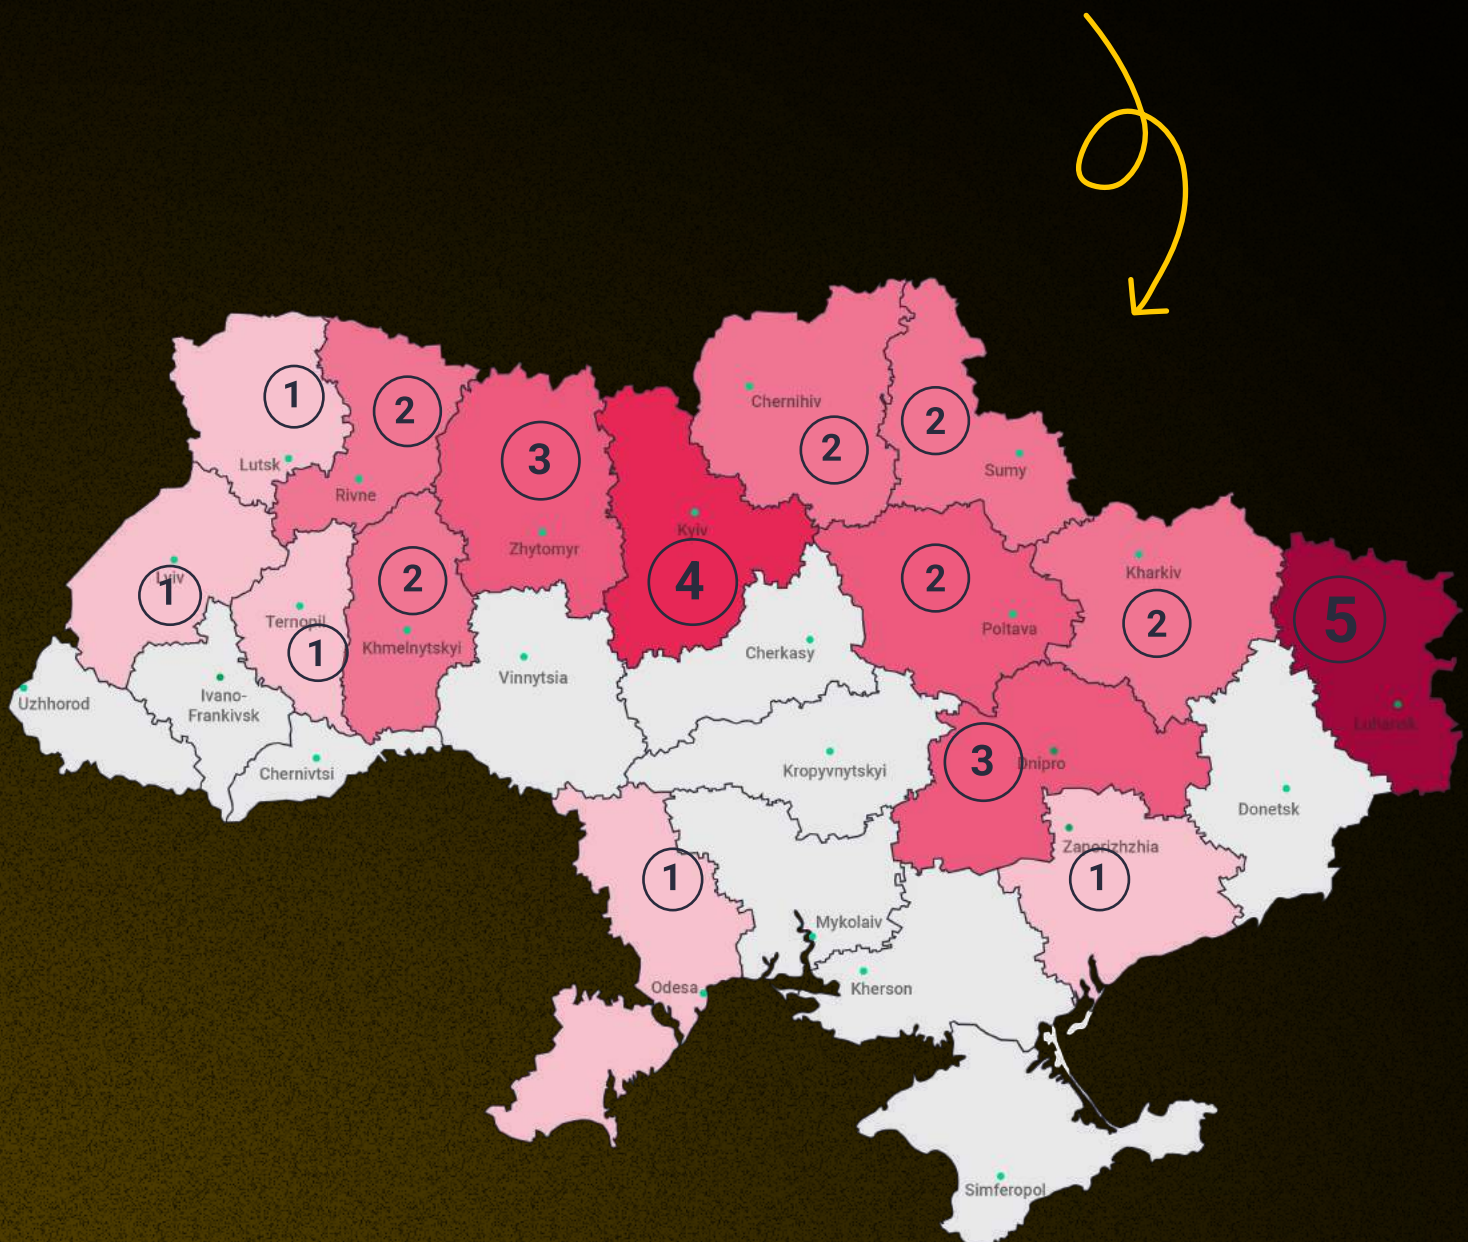 1
2
Chernihiv
2
2
3
Lutsk
Rivne
Sumy
Kyiv
Zhytomyr
4
Lviv
1
2
2
Kharkiv
2
5
Ternopil
1
Khmelnytskyi
Poltava
Cherkasy
Vinnytsia
Uzhhorod
Ivano-
Frankivsk
Luhansk
Chernivtsi
Kropyvnytskyi
3
Dnipro
Donetsk
Zaporizhzhia
1
1
Mykolaiv
Odesa
Kherson
Simferopol